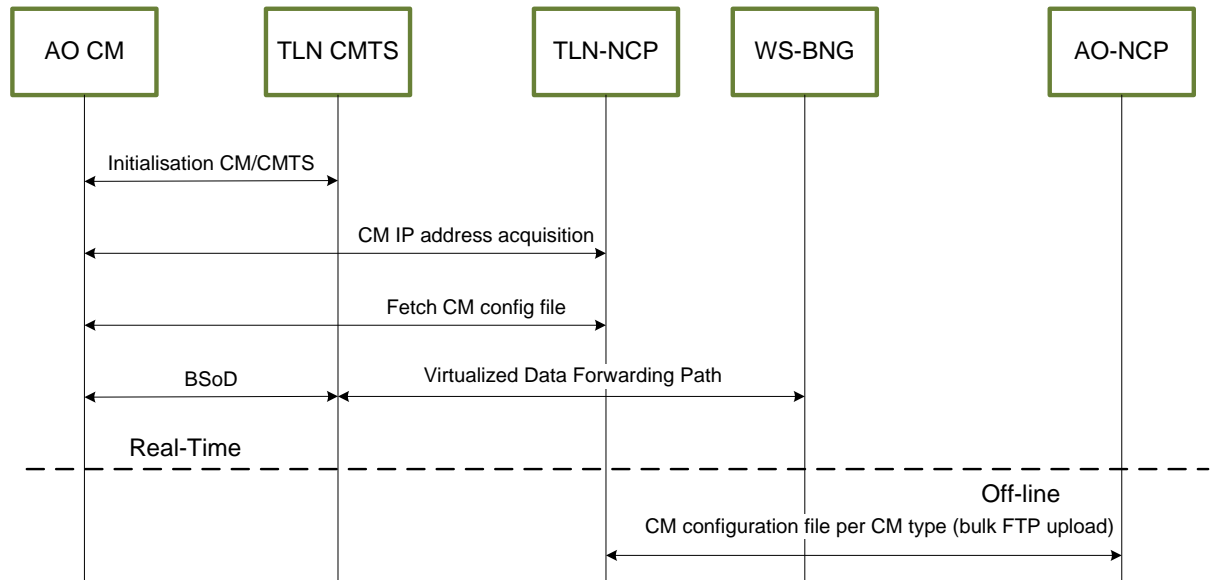 AO CM
TLN CMTS
TLN-NCP
WS-BNG
AO-NCP
Initialisation CM/CMTS
CM IP address acquisition
Fetch CM config file
BSoD
Virtualized Data Forwarding Path
Real-Time
Off-line
CM configuration file per CM type (bulk FTP upload)